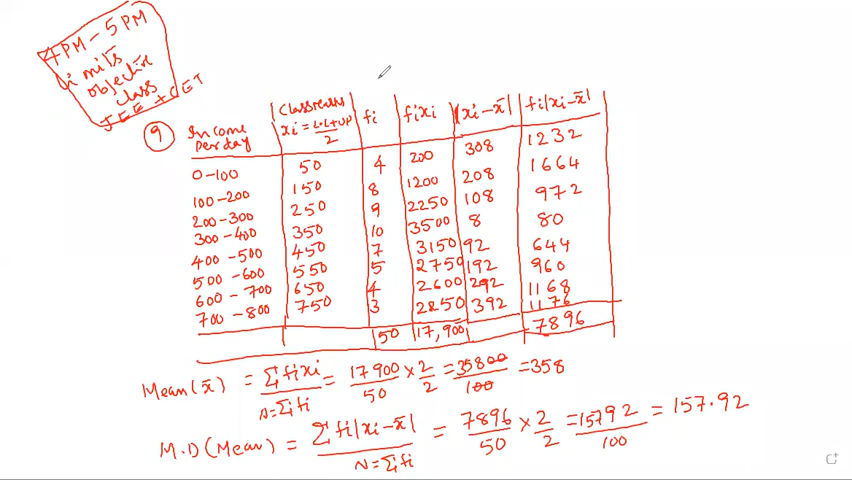 4PM-5PM
Limits
objective
class
JEE + CET
9 Income per day | Classmarks xi = L.L+UP/2 | fi | fixi | |xi-x̄| | fi|xi-x̄|
0-100 50 4 200 308 1232
100-200 150 8 1200 208 1664
200-300 250 9 2250 108 972
300-400 350 10 3500 8 80
400-500 450 7 3150 92 644
500-600 550 5 2750 192 960
600-700 650 4 2600 292 1168
700-800 750 3 2250 392 1176
50 17,900 7896
Mean(x̄) = Σfixi/N=Σfi = 17900/50 × 2/2 = 35800/100 = 358
M.D(Mean) = Σfi|xi-x̄|/N=Σfi = 7896/50 × 2/2 = 15792/100 = 157.92